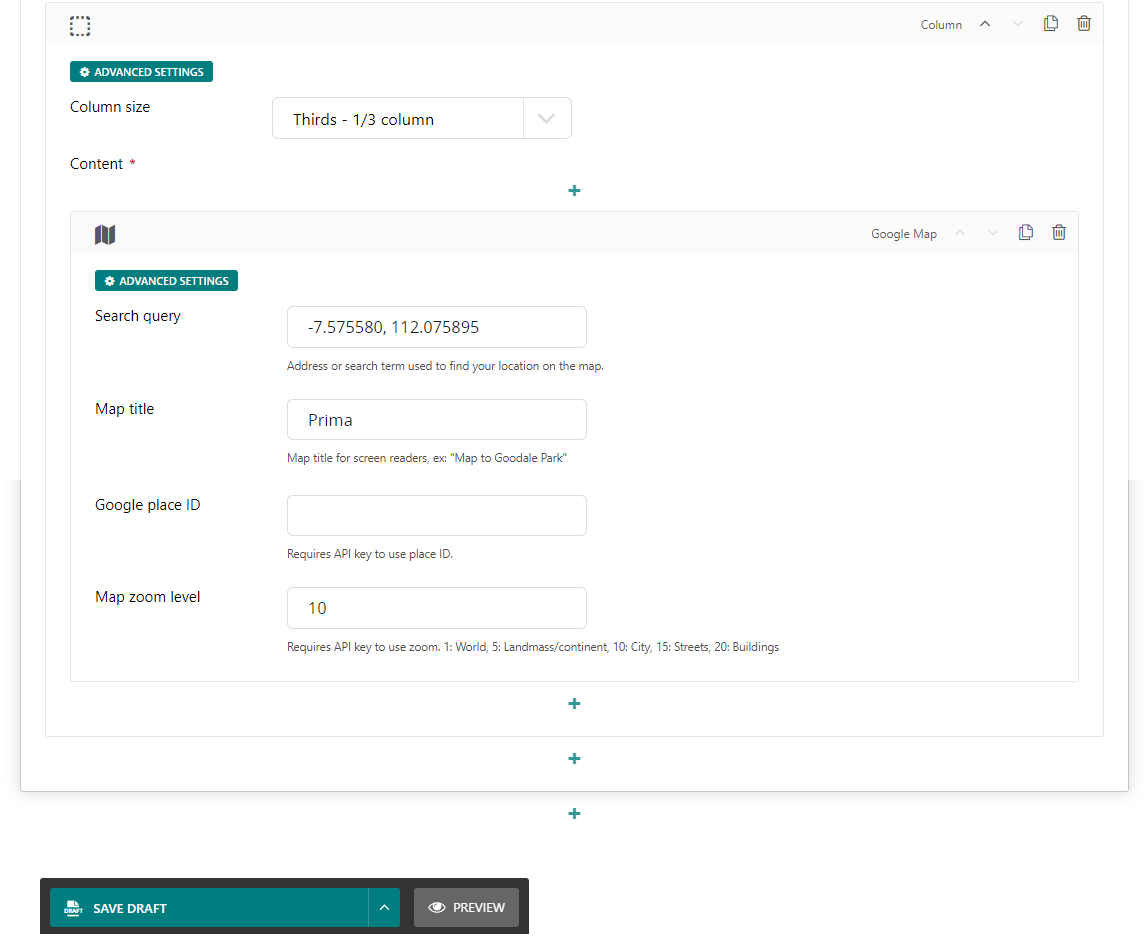 Column
ADVANCED SETTINGS
Column size
Thirds - 1/3 column
Content *
Google Map
ADVANCED SETTINGS
Search query
-7.575580, 112.075895
Address or search term used to find your location on the map.
Map title
Prima
Map title for screen readers, ex: "Map to Goodale Park"
Google place ID
Requires API key to use place ID.
Map zoom level
10
Requires API key to use zoom. 1: World, 5: Landmass/continent, 10: City, 15: Streets, 20: Buildings
DRAFT SAVE DRAFT
PREVIEW